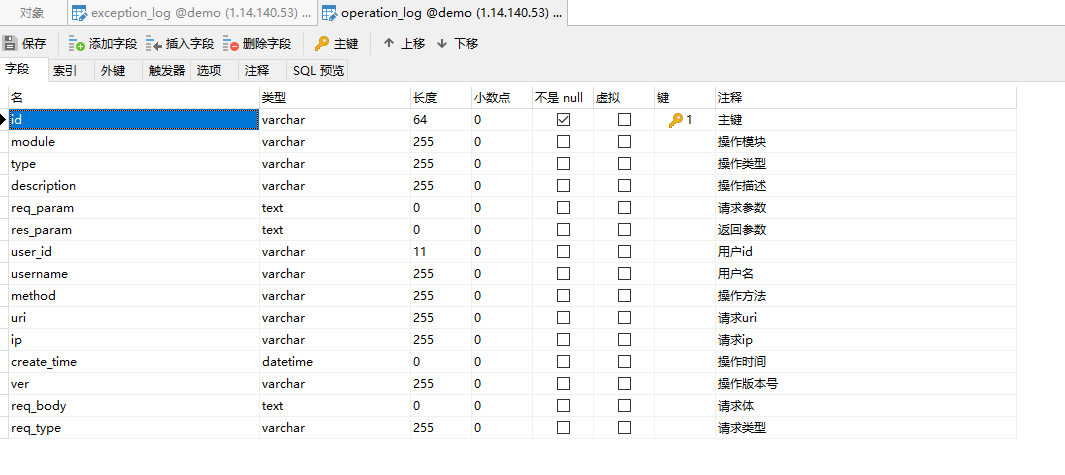 对象 exception_log @demo (1.14.140.53) ... operation_log @demo (1.14.140.53) ...
保存 添加字段 插入字段 删除字段 主键 上移 下移
字段 索引 外键 触发器 选项 注释 SQL 预览
名 类型 长度 小数点 不是 null 虚拟 键 注释
id varchar 64 0 1 主键
module varchar 255 0 操作模块
type varchar 255 0 操作类型
description varchar 255 0 操作描述
req_param text 0 0 请求参数
res_param text 0 0 返回参数
user_id varchar 11 0 用户id
username varchar 255 0 用户名
method varchar 255 0 操作方法
uri varchar 255 0 请求uri
ip varchar 255 0 请求ip
create_time datetime 0 0 操作时间
ver varchar 255 0 操作版本号
req_body text 0 0 请求体
req_type varchar 255 0 请求类型